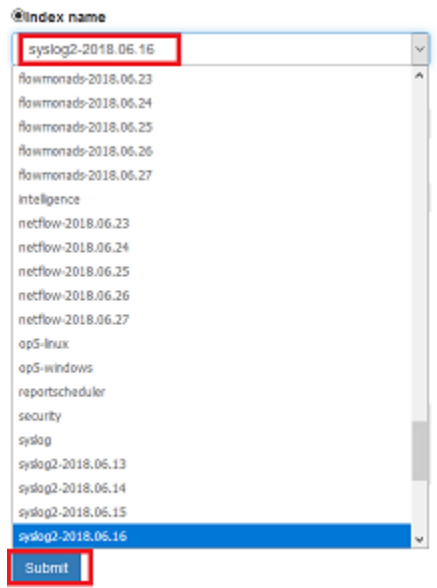 Index name
syslog2-2018.06.16
flowmonads-2018.06.23
flowmonads-2018.06.24
flowmonads-2018.06.25
flowmonads-2018.06.26
flowmonads-2018.06.27
intelligence
netflow-2018.06.23
netflow-2018.06.24
netflow-2018.06.25
netflow-2018.06.26
netflow-2018.06.27
op5-linux
op5-windows
reportscheduler
security
syslog
syslog2-2018.06.13
syslog2-2018.06.14
syslog2-2018.06.15
syslog2-2018.06.16
Submit